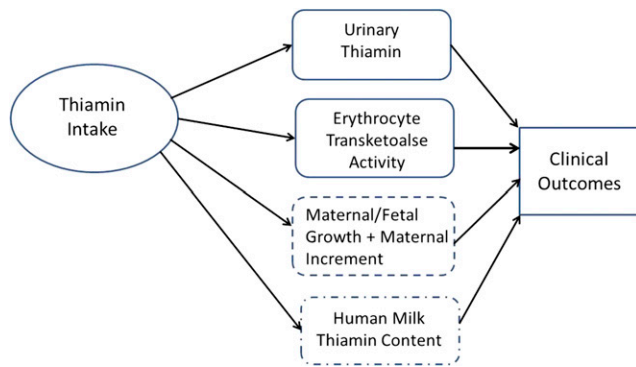 Thiamin
Intake
Urinary
Thiamin
Erythrocyte
Transketoalse
Activity
Maternal/Fetal
Growth + Maternal
Increment
Human Milk
Thiamin Content
Clinical
Outcomes